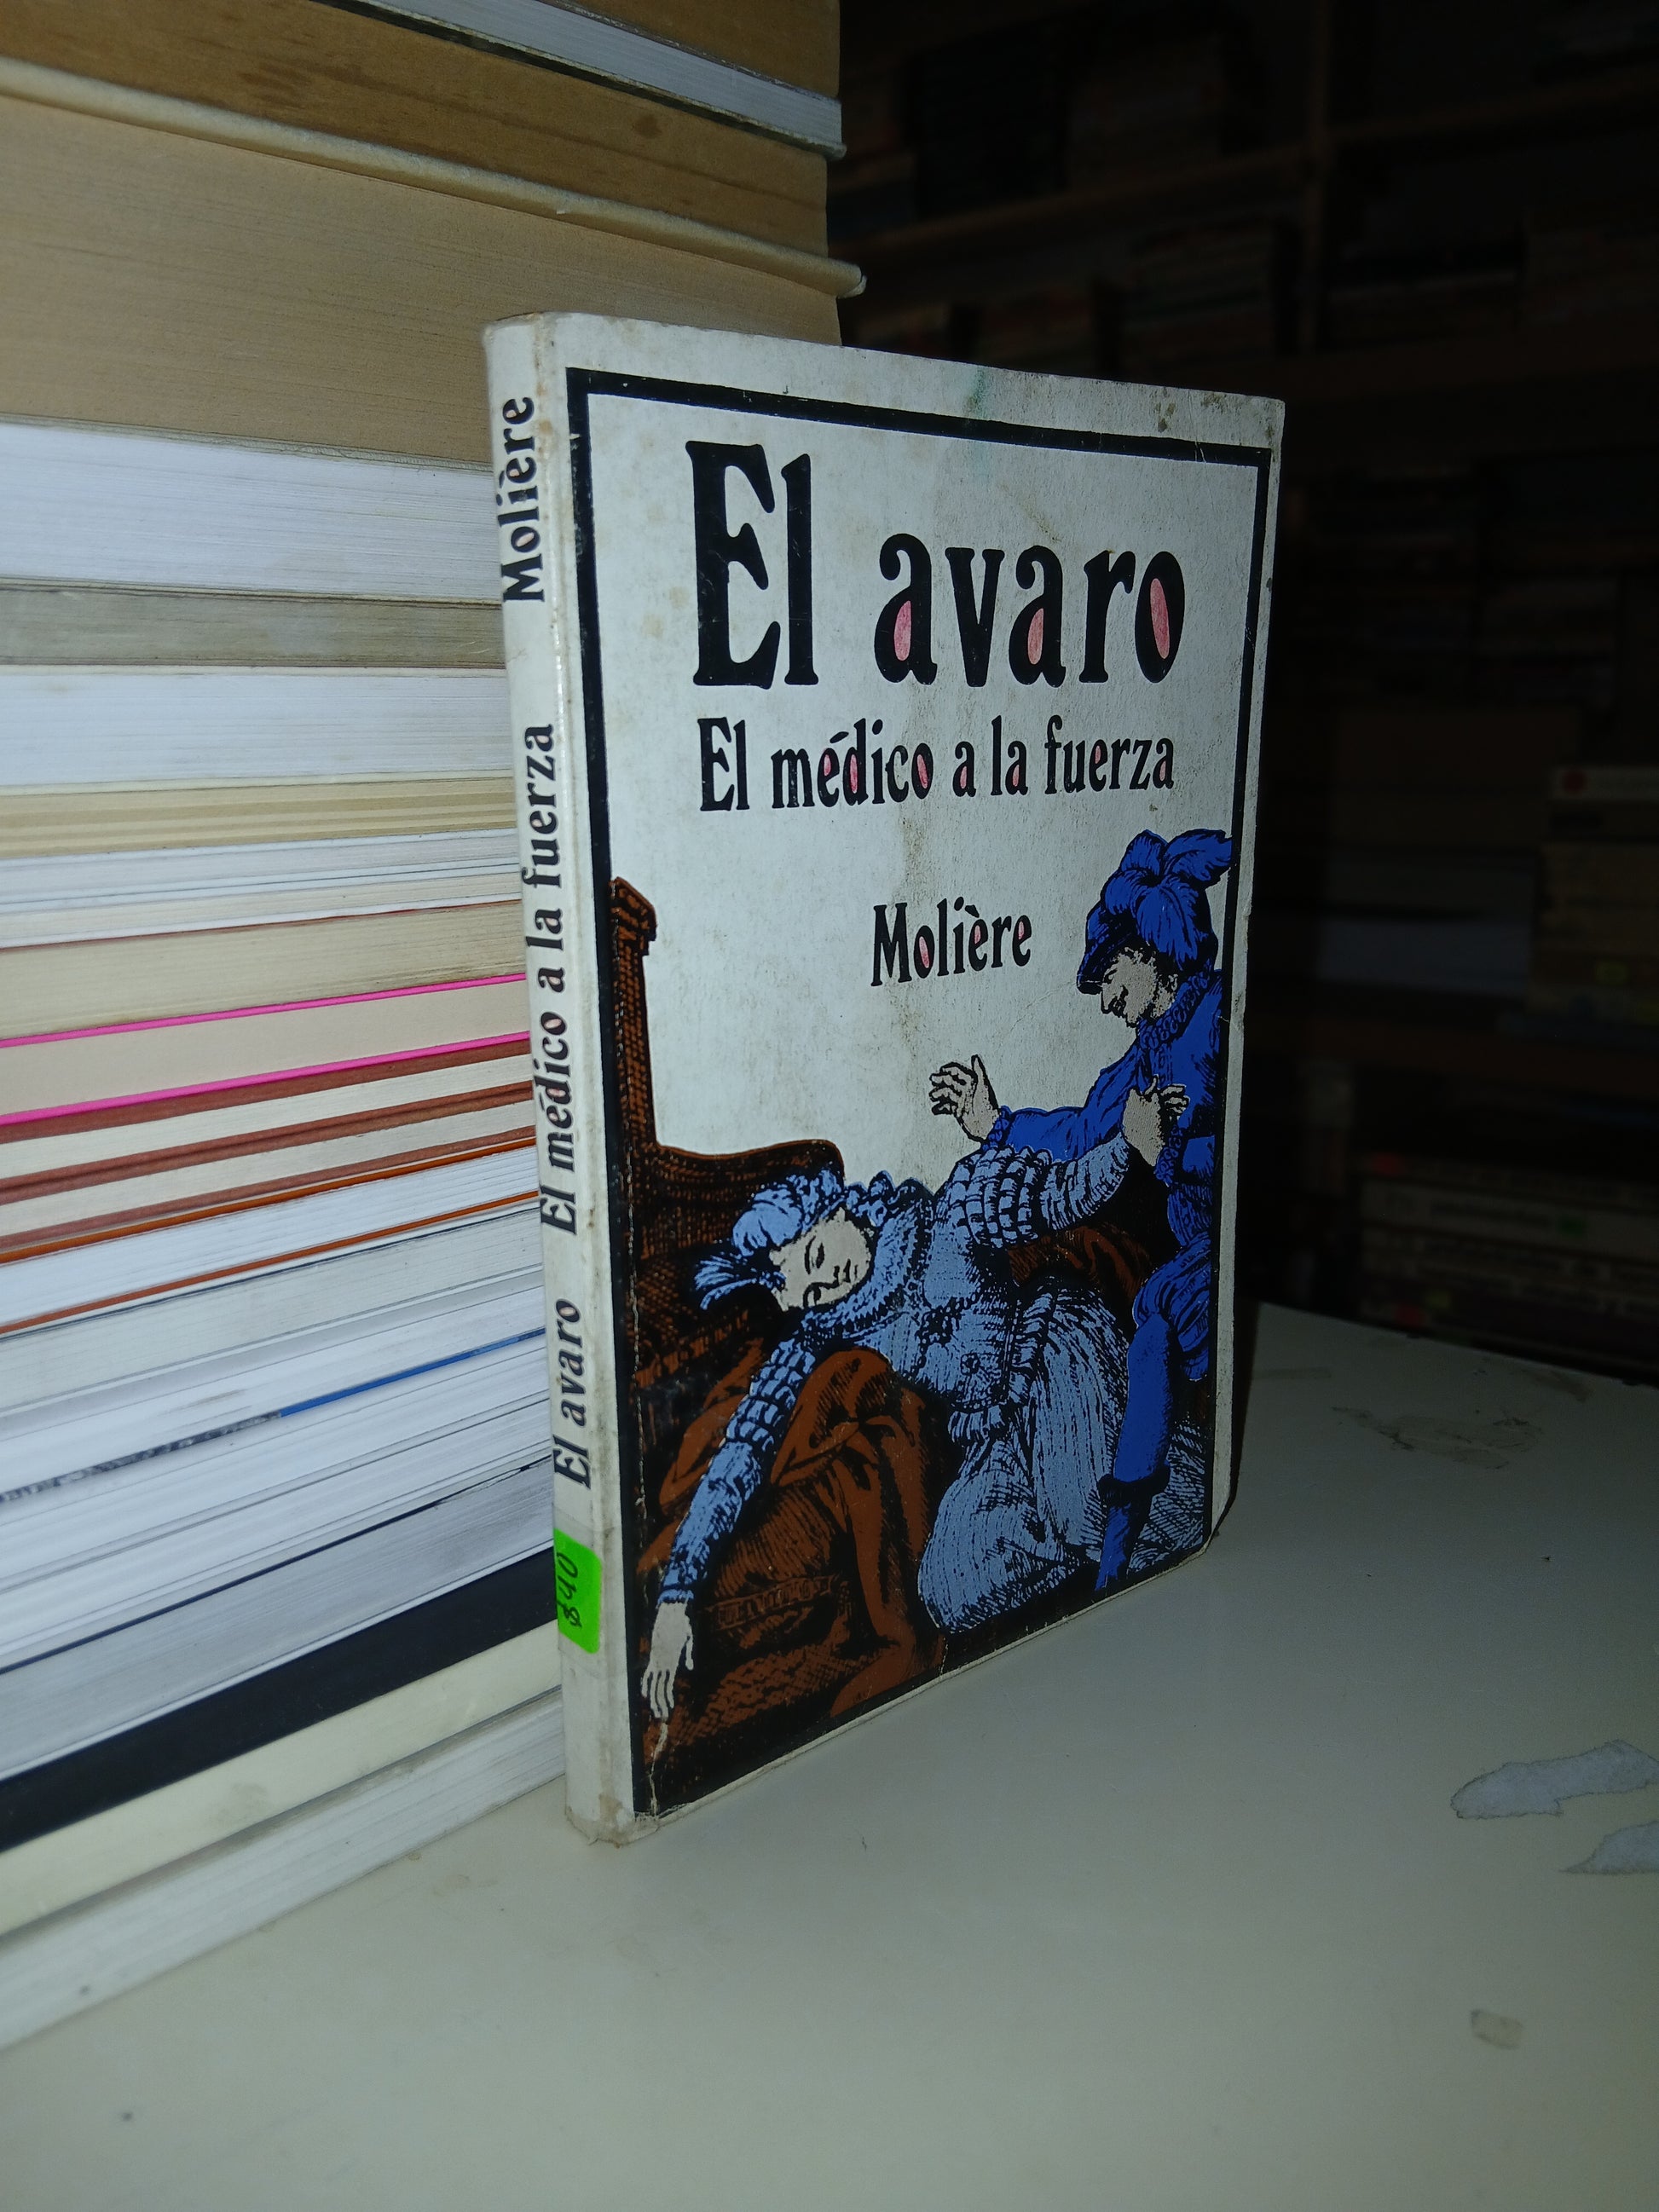 El avaro
El médico a la fuerza
Molière
El avaro El médico a la fuerza Molière
$40